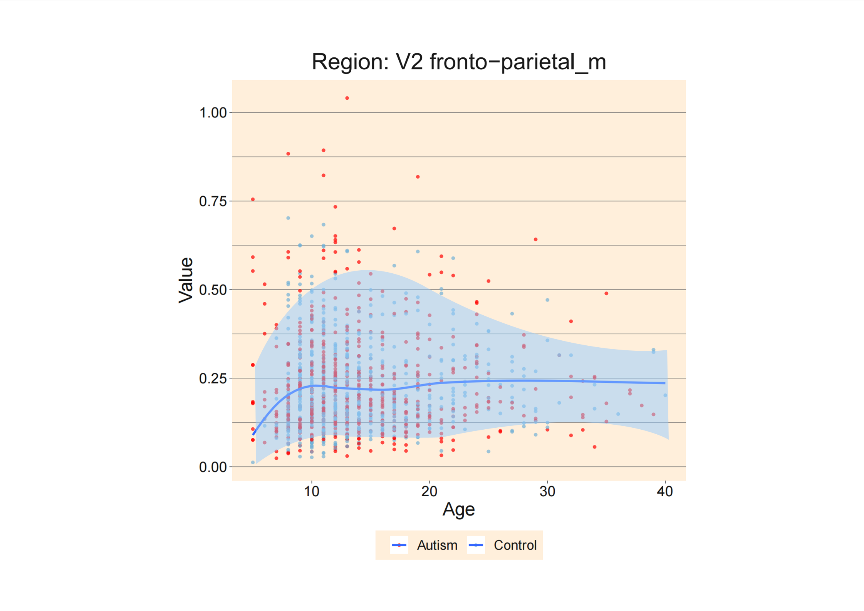 Region: V2 fronto−parietal_m
1.00
0.75
Value
0.50
0.25
0.00
10 20 30 40
Age
Autism Control